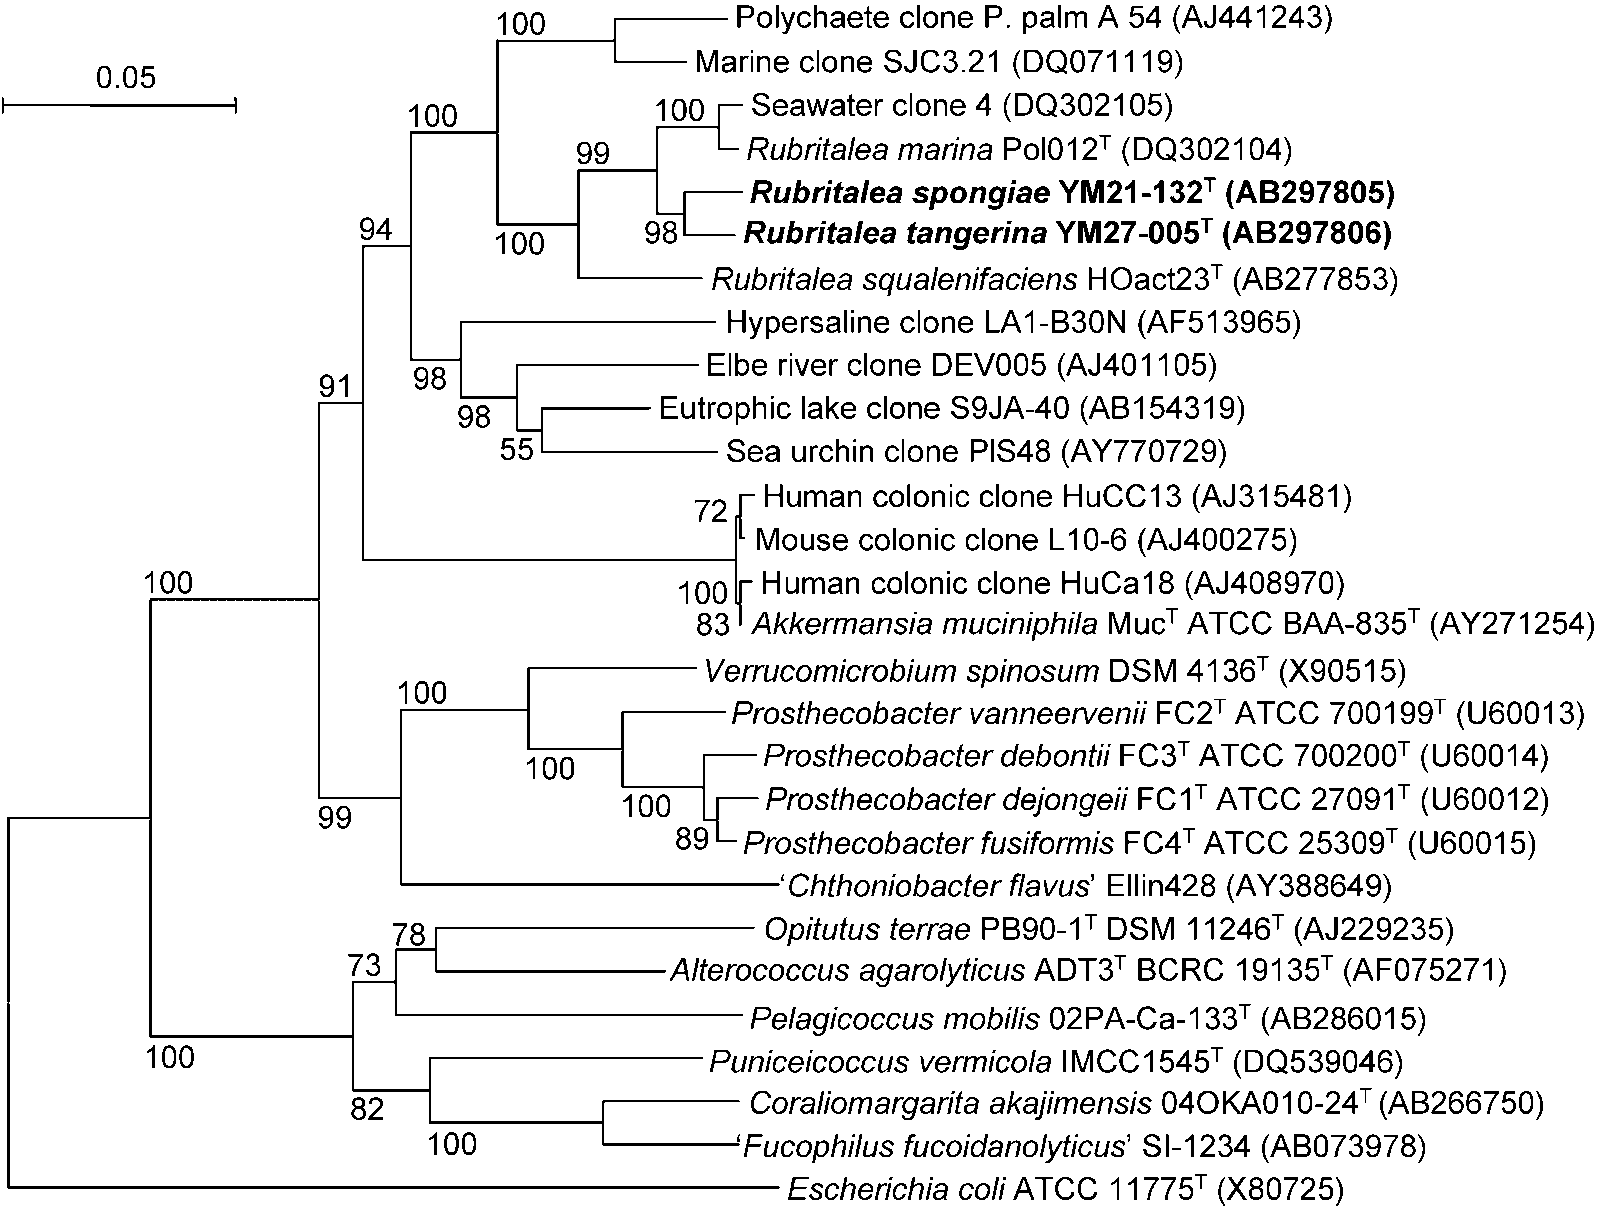 100
Polychaete clone P. palm A 54 (AJ441243)
Marine clone SJC3.21 (DQ071119)
0.05
100
100
Seawater clone 4 (DQ302105)
99
Rubritalea marina Pol012ᵀ (DQ302104)
Rubritalea spongiae YM21-132ᵀ (AB297805)
94
100
98
Rubritalea tangerina YM27-005ᵀ (AB297806)
Rubritalea squalenifaciens HOact23ᵀ (AB277853)
Hypersaline clone LA1-B30N (AF513965)
91
98
Elbe river clone DEV005 (AJ401105)
98
Eutrophic lake clone S9JA-40 (AB154319)
55
Sea urchin clone PIS48 (AY770729)
72
Human colonic clone HuCC13 (AJ315481)
Mouse colonic clone L10-6 (AJ400275)
100
100
Human colonic clone HuCa18 (AJ408970)
83
Akkermansia muciniphila Mucᵀ ATCC BAA-835ᵀ (AY271254)
100
Verrucomicrobium spinosum DSM 4136ᵀ (X90515)
Prosthecobacter vanneervenii FC2ᵀ ATCC 700199ᵀ (U60013)
100
Prosthecobacter debontii FC3ᵀ ATCC 700200ᵀ (U60014)
99
100
Prosthecobacter dejongeii FC1ᵀ ATCC 27091ᵀ (U60012)
89
Prosthecobacter fusiformis FC4ᵀ ATCC 25309ᵀ (U60015)
‘Chthoniobacter flavus’ Ellin428 (AY388649)
78
Opitutus terrae PB90-1ᵀ DSM 11246ᵀ (AJ229235)
73
Alterococcus agarolyticus ADT3ᵀ BCRC 19135ᵀ (AF075271)
Pelagicoccus mobilis 02PA-Ca-133ᵀ (AB286015)
100
Puniceicoccus vermicola IMCC1545ᵀ (DQ539046)
82
Coraliomargarita akajimensis 04OKA010-24ᵀ (AB266750)
100
‘Fucophilus fucoidanolyticus’ SI-1234 (AB073978)
Escherichia coli ATCC 11775ᵀ (X80725)